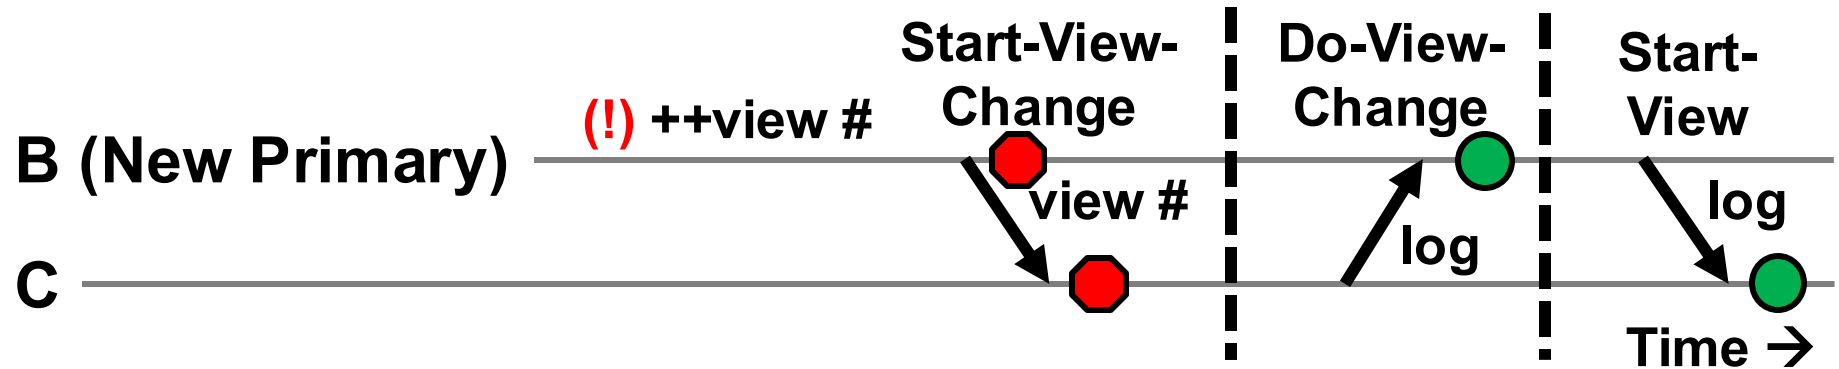 Start-View-
Change
Do-View-
Change
Start-
View
(!) ++view #
B (New Primary)
view #
log
log
C
Time →